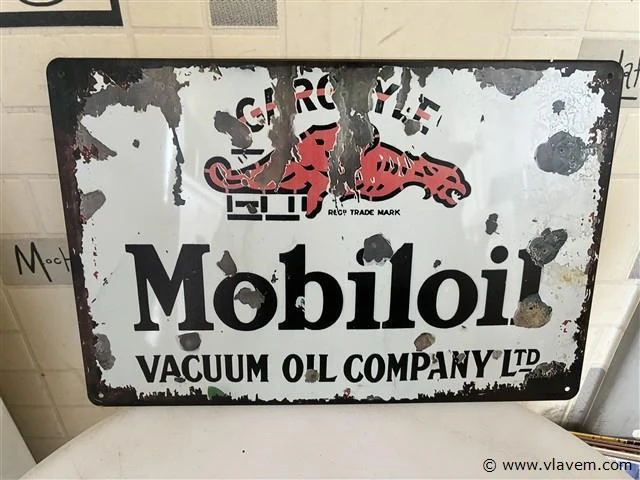 GARGOYLE
REGD TRADE MARK
Mobiloil
VACUUM OIL COMPANY LTD
© www.vlavem.com